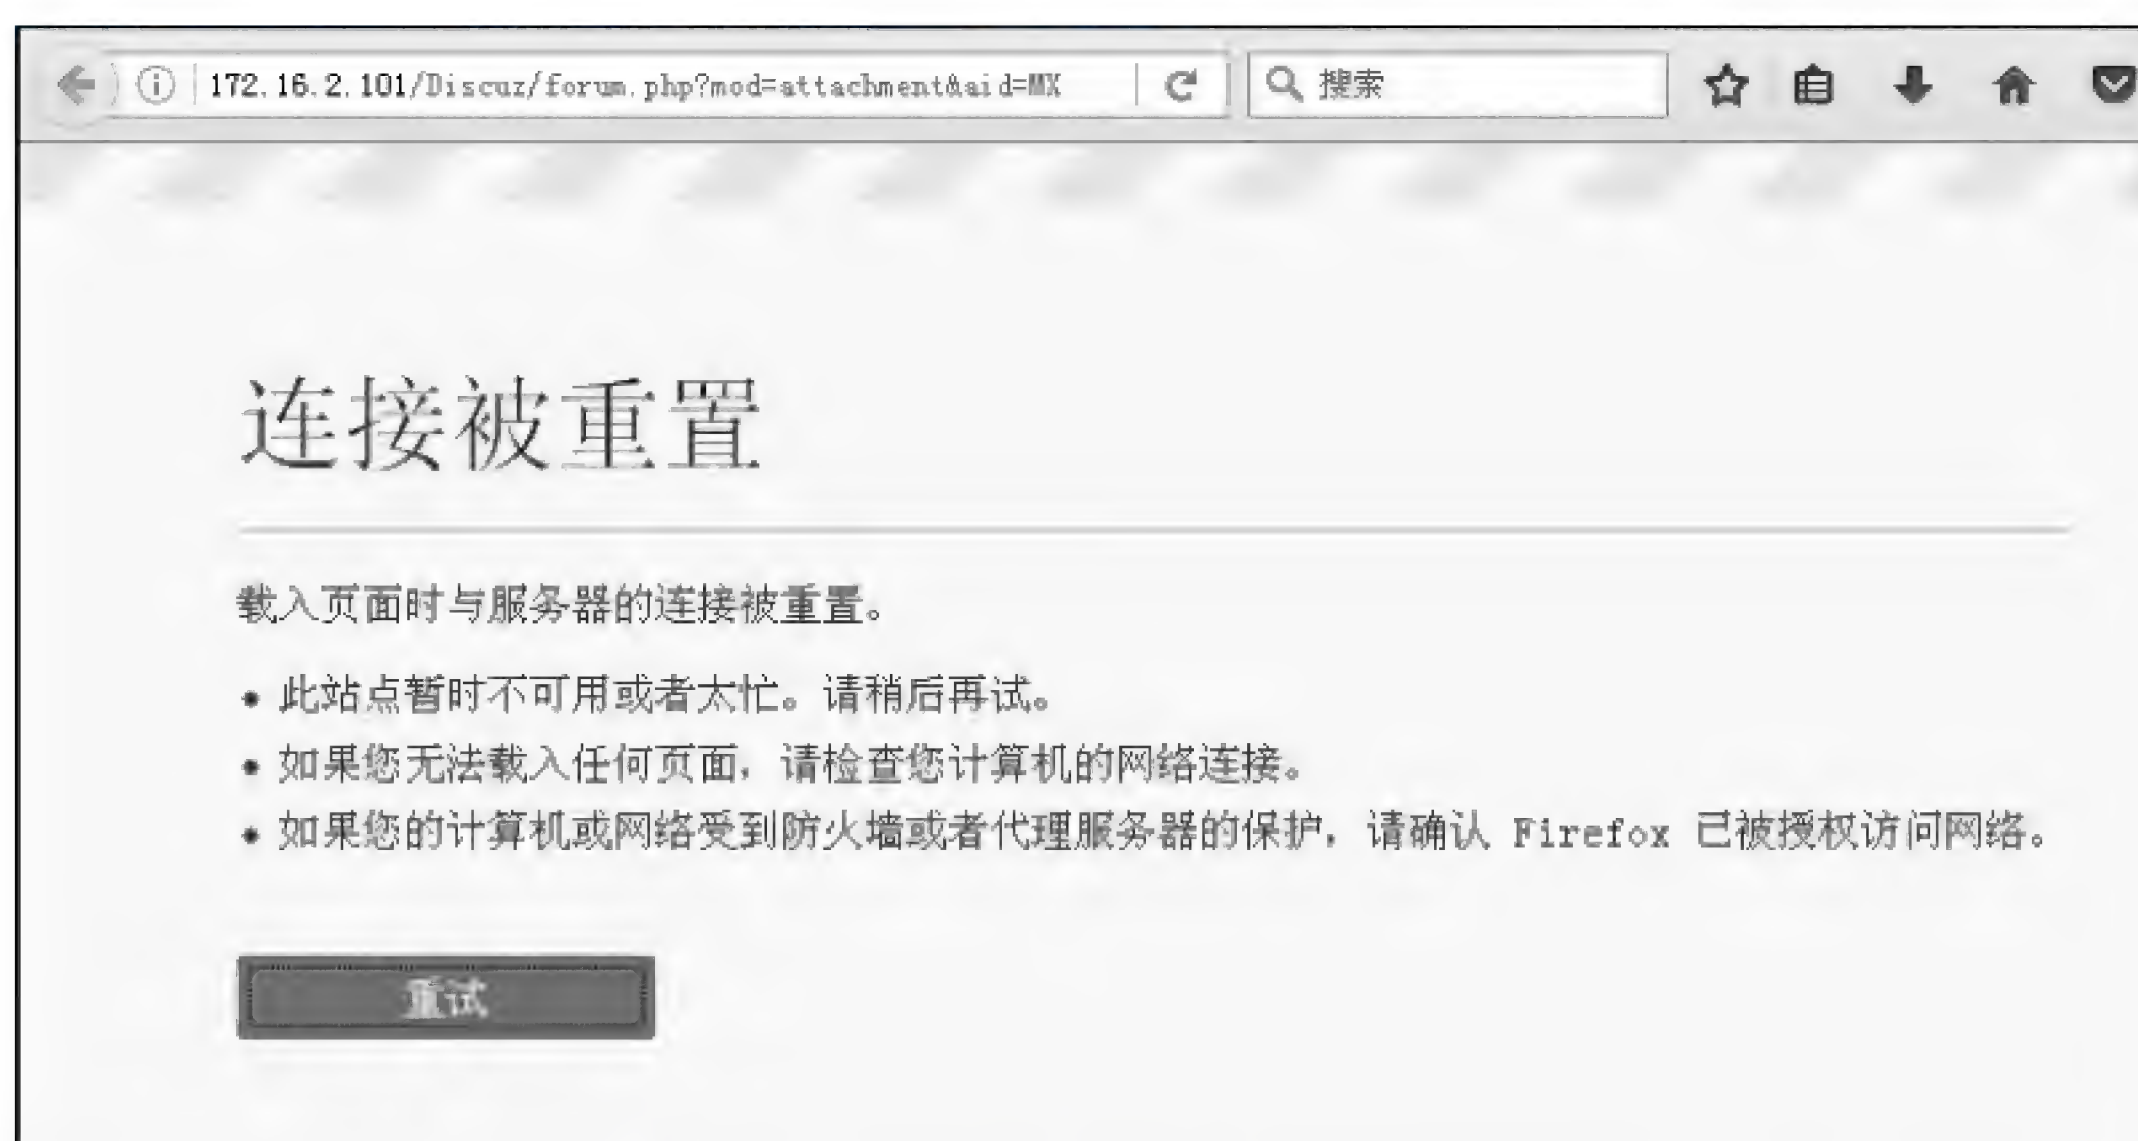 172.16.2.101/Discuz/forum.php?mod=attachment&aid=MX
搜索
连接被重置
载入页面时与服务器的连接被重置。
• 此站点暂时不可用或者太忙。请稍后再试。
• 如果您无法载入任何页面，请检查您计算机的网络连接。
• 如果您的计算机或网络受到防火墙或者代理服务器的保护，请确认 Firefox 已被授权访问网络。
重试